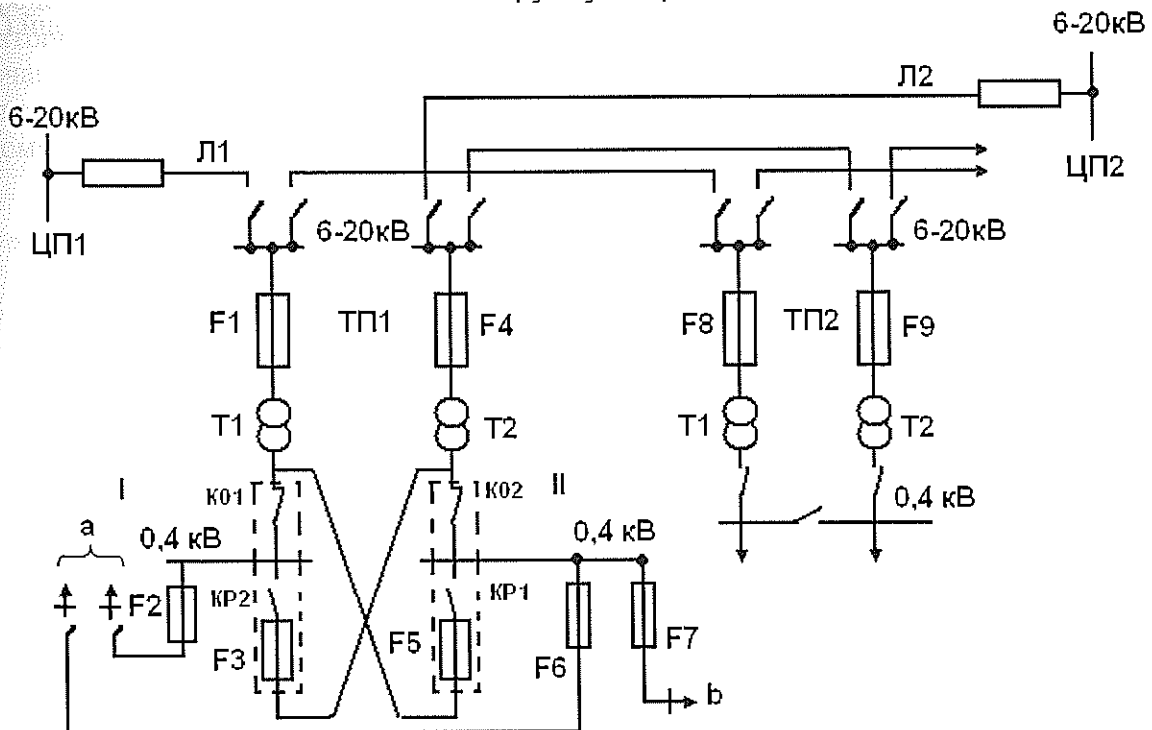 6-20кВ
Л2
6-20кВ
Л1
ЦП2
ЦП1
6-20кВ
6-20кВ
F1
ТП1
F4
F8
ТП2
F9
Т1
Т2
Т1
Т2
I
К01
К02
II
0,4 кВ
a
0,4 кВ
0,4 кВ
F2
КР2
КР1
F3
F5
F6
F7
b